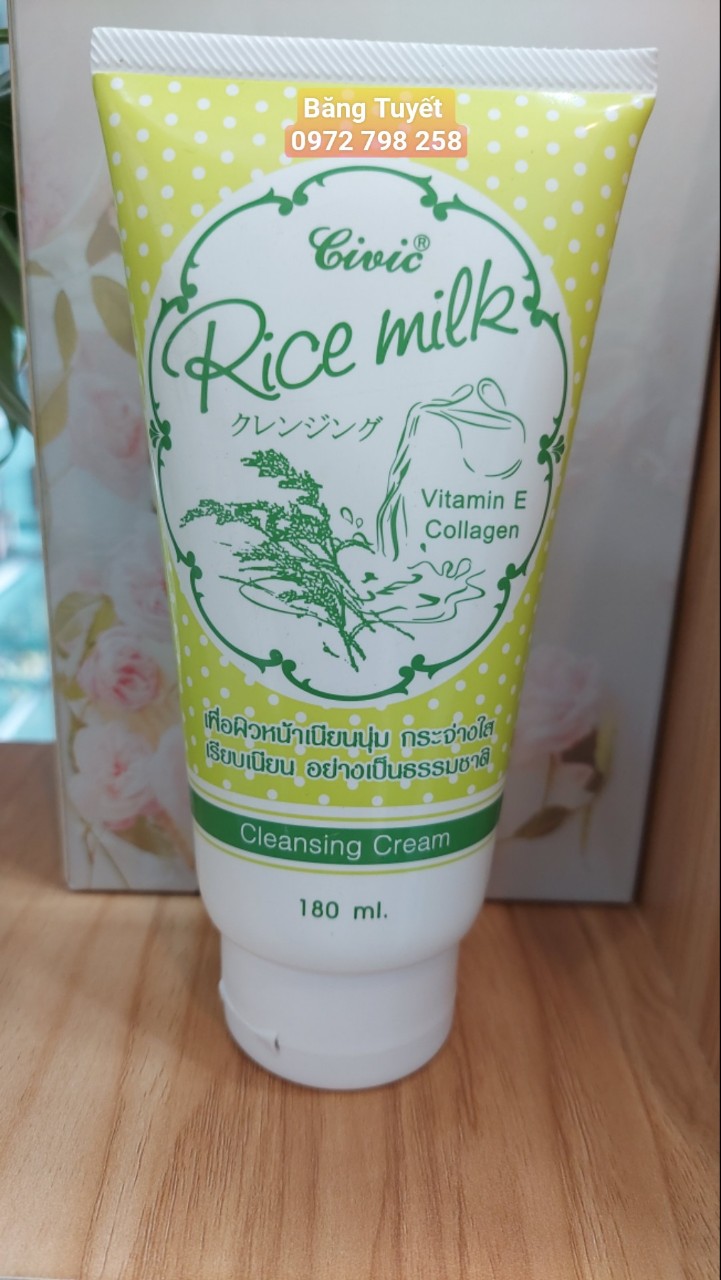 Băng Tuyết
0972 798 258
Civic®
Rice milk
クレンジング
Vitamin E
Collagen
เพื่อผิวหน้าเนียนนุ่ม กระจ่างใส
เรียบเนียน อย่างเป็นธรรมชาติ
Cleansing Cream
180 ml.